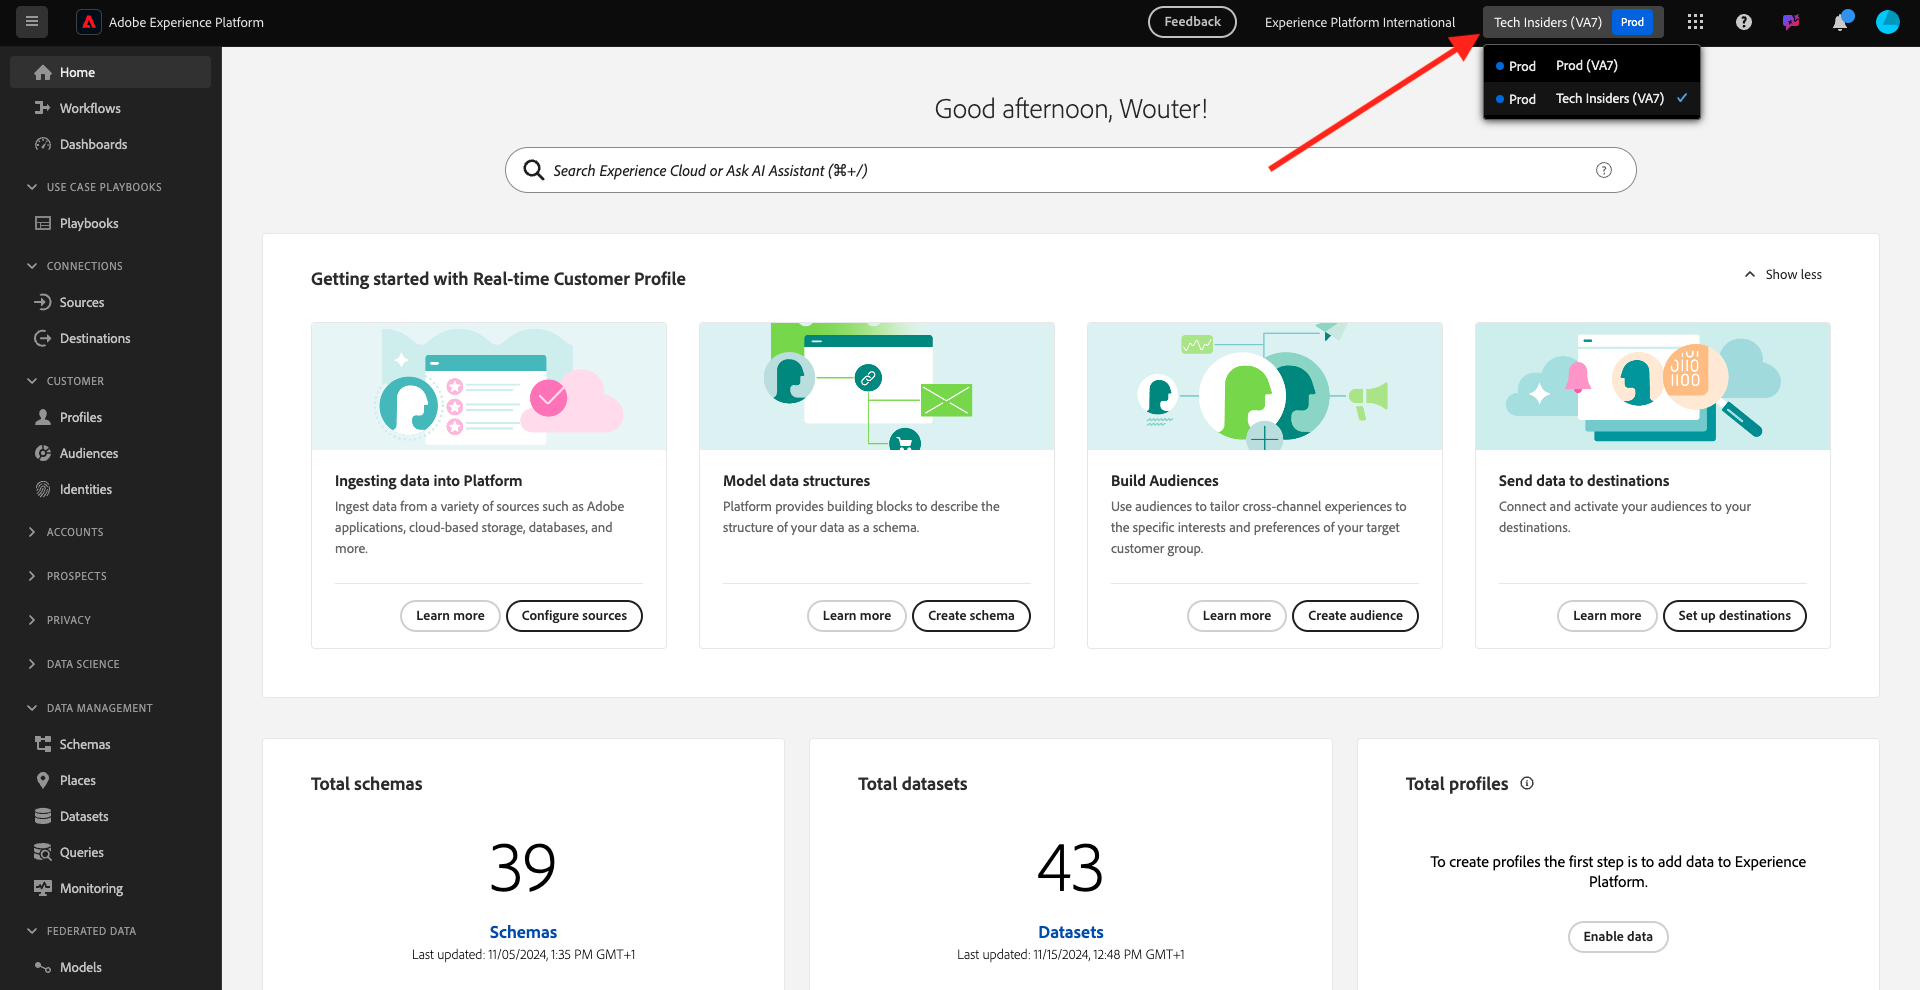 Adobe Experience Platform
Feedback
Experience Platform International
Tech Insiders (VA7) Prod
Prod Prod (VA7)
Prod Tech Insiders (VA7)
Home
Workflows
Dashboards
USE CASE PLAYBOOKS
Playbooks
CONNECTIONS
Sources
Destinations
CUSTOMER
Profiles
Audiences
Identities
ACCOUNTS
PROSPECTS
PRIVACY
DATA SCIENCE
DATA MANAGEMENT
Schemas
Places
Datasets
Queries
Monitoring
FEDERATED DATA
Models
Good afternoon, Wouter!
Search Experience Cloud or Ask AI Assistant (⌘+/)
Getting started with Real-time Customer Profile
Show less
Ingesting data into Platform
Ingest data from a variety of sources such as Adobe
applications, cloud-based storage, databases, and
more.
Learn more
Configure sources
Model data structures
Platform provides building blocks to describe the
structure of your data as a schema.
Learn more
Create schema
Build Audiences
Use audiences to tailor cross-channel experiences to
the specific interests and preferences of your target
customer group.
Learn more
Create audience
Send data to destinations
Connect and activate your audiences to your
destinations.
Learn more
Set up destinations
Total schemas
39
Schemas
Last updated: 11/05/2024, 1:35 PM GMT+1
Total datasets
43
Datasets
Last updated: 11/15/2024, 12:48 PM GMT+1
Total profiles
To create profiles the first step is to add data to Experience
Platform.
Enable data